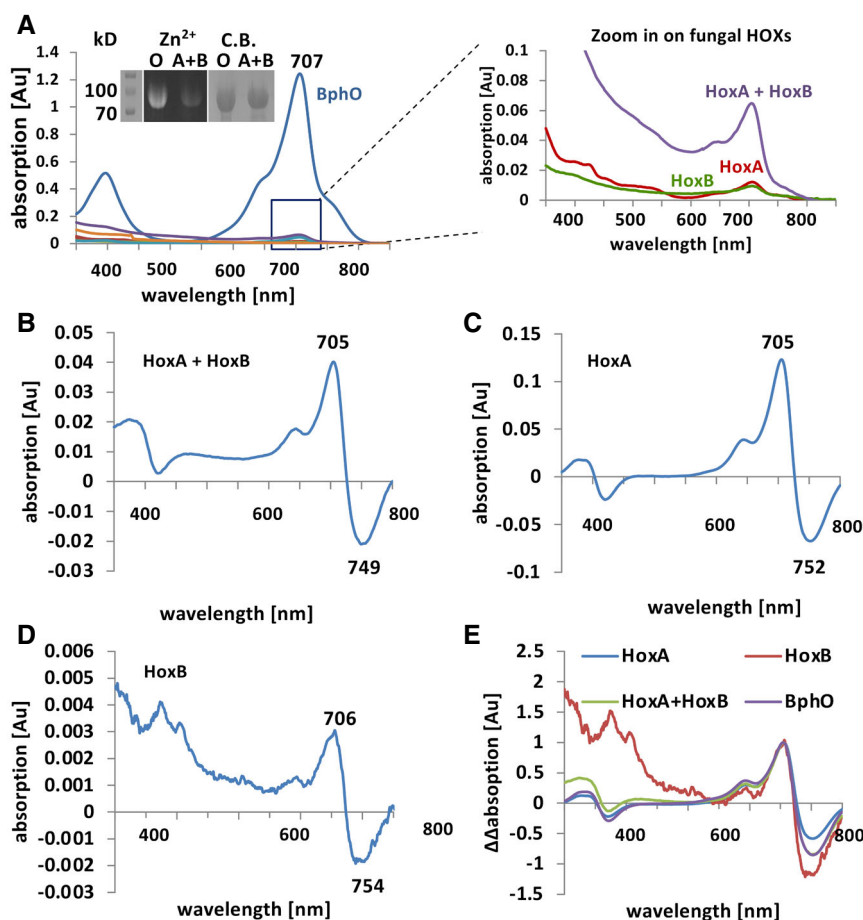 A
kD Zn2+ C.B.
O A+B O A+B
100
70
707
BphO
absorption [Au]
1.4
1.2
1
0.8
0.6
0.4
0.2
0
400 500 600 700 800
wavelength [nm]
Zoom in on fungal HOXs
absorption [Au]
0.1
0.08
0.06
0.04
0.02
0
HoxA + HoxB
HoxA
HoxB
400 500 600 700 800
wavelength [nm]
B
HoxA + HoxB
705
749
absorption [Au]
0.05
0.04
0.03
0.02
0.01
0
-0.01
-0.02
-0.03
400 600 800
wavelength [nm]
C
HoxA
705
752
absorption [Au]
0.15
0.1
0.05
0
-0.05
-0.1
400 600 800
wavelength [nm]
D
HoxB
706
754
absorption [Au]
0.006
0.005
0.004
0.003
0.002
0.001
0
-0.001
-0.002
-0.003
400 600 800
wavelength [nm]
E
HoxA HoxB
HoxA+HoxB BphO
ΔΔabsoption [Au]
2.5
2
1.5
1
0.5
0
-0.5
-1
-1.5
400 600 800
wavelength [nm]